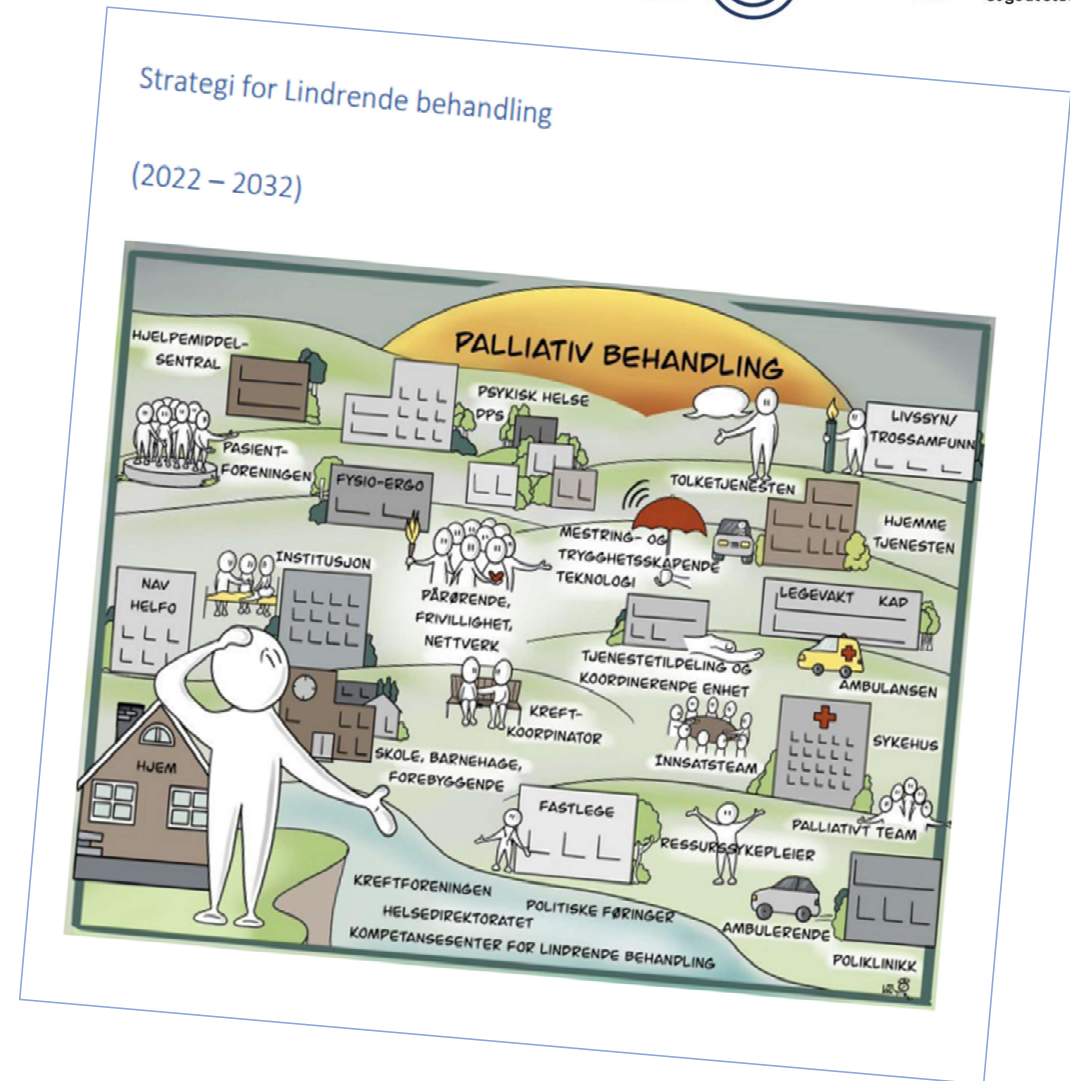 Strategi for Lindrende behandling
(2022 – 2032)
PALLIATIV BEHANDLING
HJELPEMIDDEL-
SENTRAL
PSYKISK HELSE
DPS
LIVSSYN/
TROSSAMFUNN
PASIENT-
FORENINGEN
FYSIO-ERGO
TOLKETJENESTEN
HJEMME
TJENESTEN
MESTRING- OG
TRYGGHETSSKAPENDE
TEKNOLOGI
INSTITUSJON
NAV
HELFO
PÅRØRENDE,
FRIVILLIGHET,
NETTVERK
LEGEVAKT KAD
TJENESTETILDELING OG
KOORDINERENDE ENHET
AMBULANSEN
KREFT-
KOORDINATOR
INNSATSTEAM
SYKEHUS
HJEM
SKOLE, BARNEHAGE,
FOREBYGGENDE
FASTLEGE
RESSURSSYKEPLEIER
PALLIATIVT TEAM
KREFTFORENINGEN
POLITISKE FØRINGER
HELSEDIREKTORATET
KOMPETANSESENTER FOR LINDRENDE BEHANDLING
AMBULERENDE
POLIKLINIKK